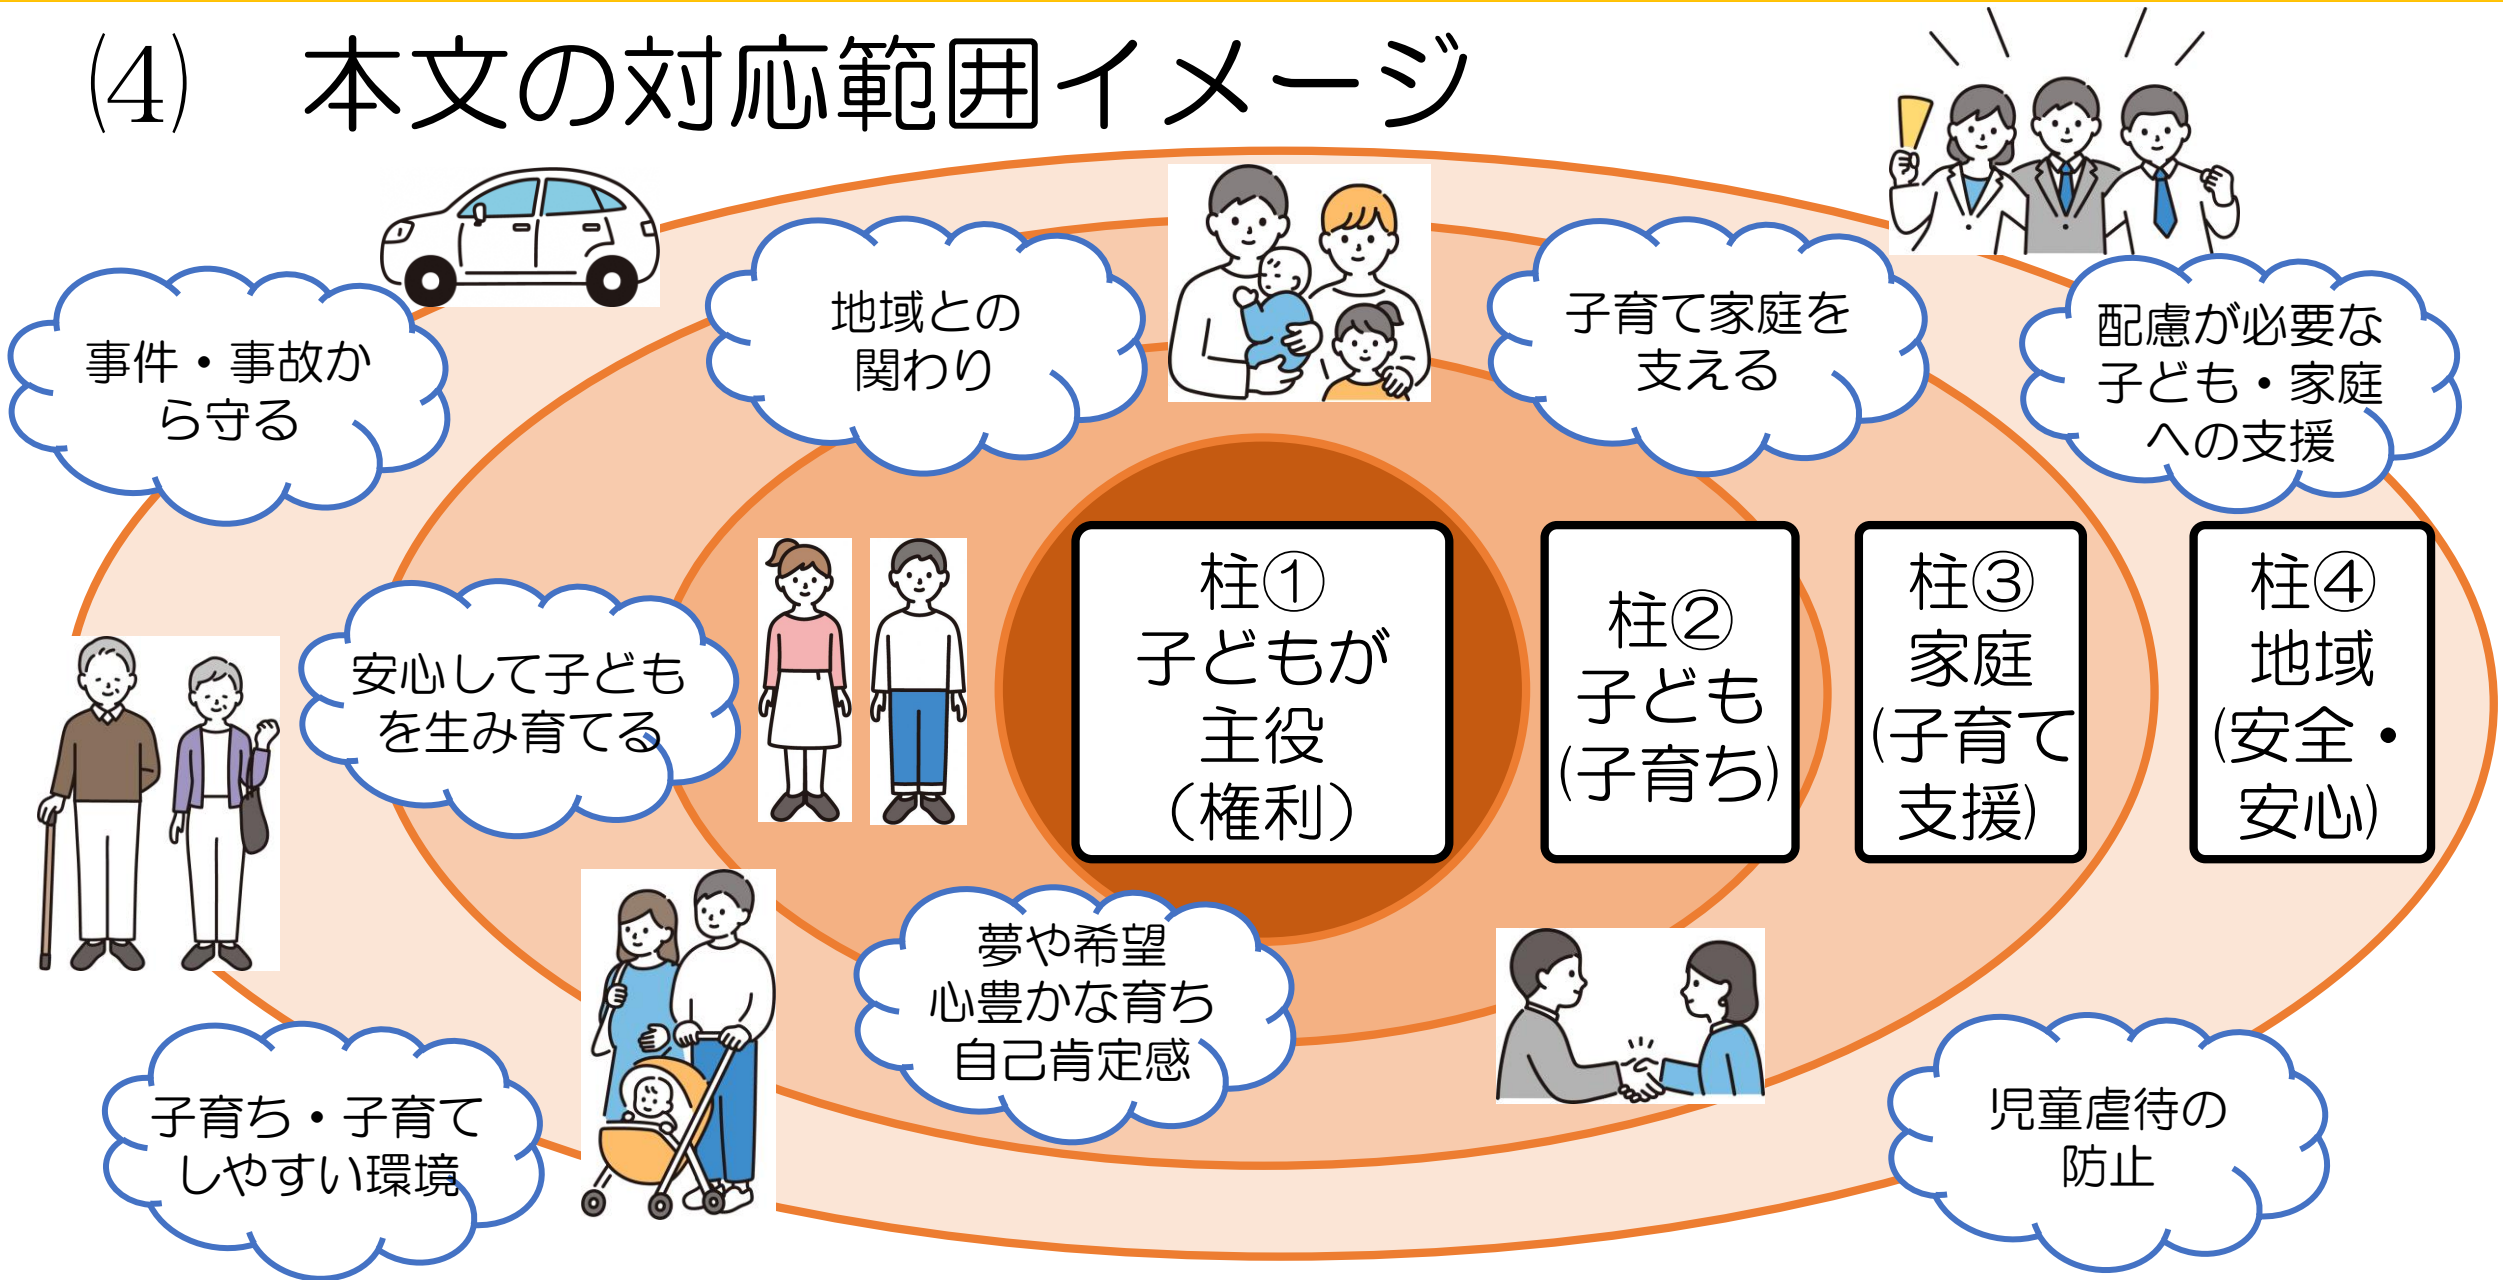 (4) 本文の対応範囲イメージ
事件・事故か
ら守る
地域との
関わり
子育て家庭を
支える
配慮が必要な
子ども・家庭
への支援
安心して子ども
を生み育てる
柱①
子どもが
主役
(権利)
柱②
子ども
(子育ち)
柱③
家庭
(子育て
支援)
柱④
地域
(安全・
安心)
夢や希望
心豊かな育ち
自己肯定感
子育ち・子育て
しやすい環境
児童虐待の
防止